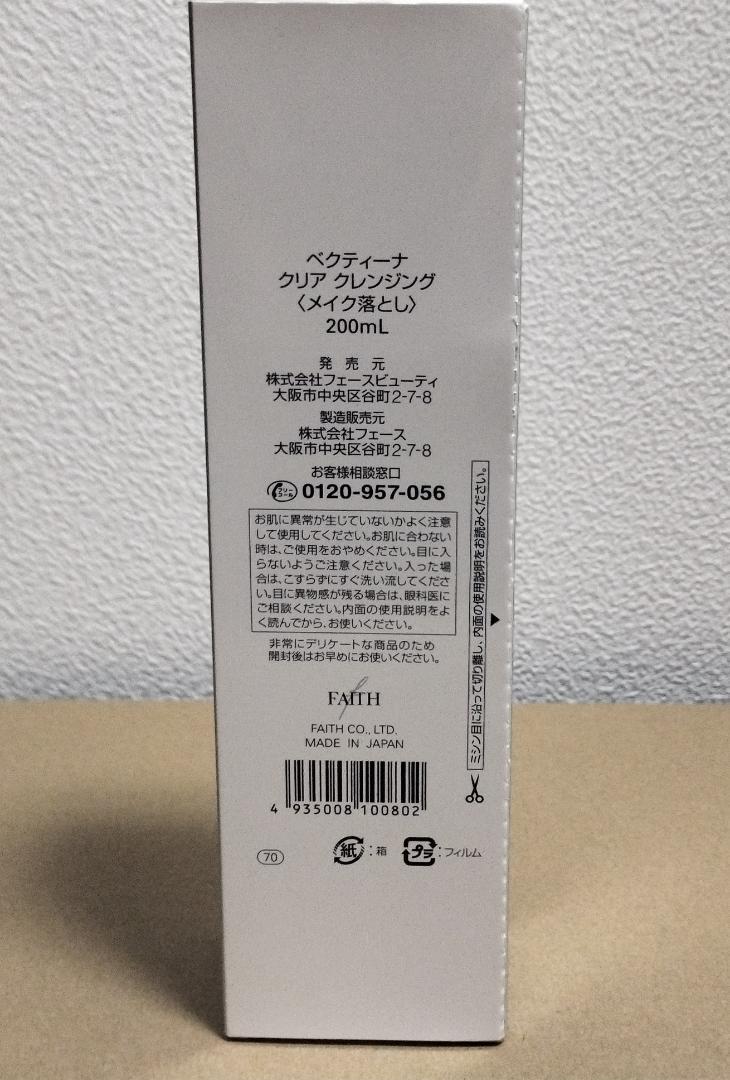 ベクティーナ
クリア クレンジング
〈メイク落とし〉
200mL
発 売 元
株式会社フェースビューティ
大阪市中央区谷町2-7-8
製造販売元
株式会社フェース
大阪市中央区谷町2-7-8
お客様相談窓口
フリーコール 0120-957-056
お肌に異常が生じていないかよく注意
して使用してください。お肌に合わない
時は、ご使用をおやめください。目に入
らないようご注意ください。入った場
合は、こすらずにすぐ洗い流してくださ
い。目に異物感が残る場合は、眼科医に
ご相談ください。内面の使用説明をよ
く読んでから、お使いください。
非常にデリケートな商品のため
開封後はお早めにお使いください。
FAITH
FAITH CO., LTD.
MADE IN JAPAN
4 935008 100802
70
紙 : 箱
プラ : フィルム
ミシン目に沿って切り離し、内面の使用説明をお読みください。